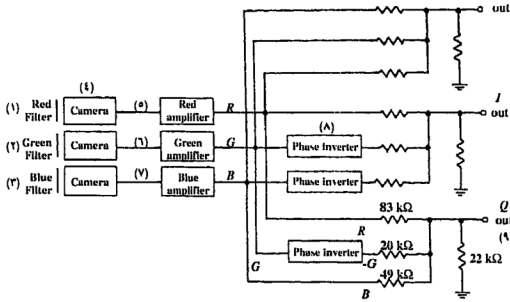 out
(٤)
I
(١) Red Filter
Camera
(٥)
Red amplifier
R
out
(٢) Green Filter
Camera
(٦)
Green amplifier
G
(٨)
Phase inverter
(٣) Blue Filter
Camera
(٧)
Blue amplifier
B
Phase inverter
83 kΩ
Q
out
R
(٩
Phase inverter
20 kΩ
-G
22 kΩ
G
49 kΩ
B